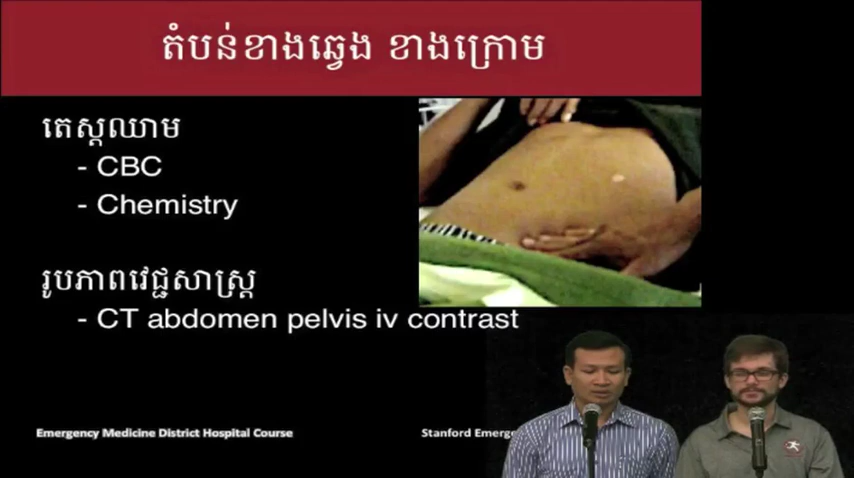 តំបន់ខាងឆ្វេង ខាងក្រោម
តេស្តឈាម
- CBC
- Chemistry
រូបភាពវេជ្ជសាស្ត្រ
- CT abdomen pelvis iv contrast
Emergency Medicine District Hospital Course
Stanford